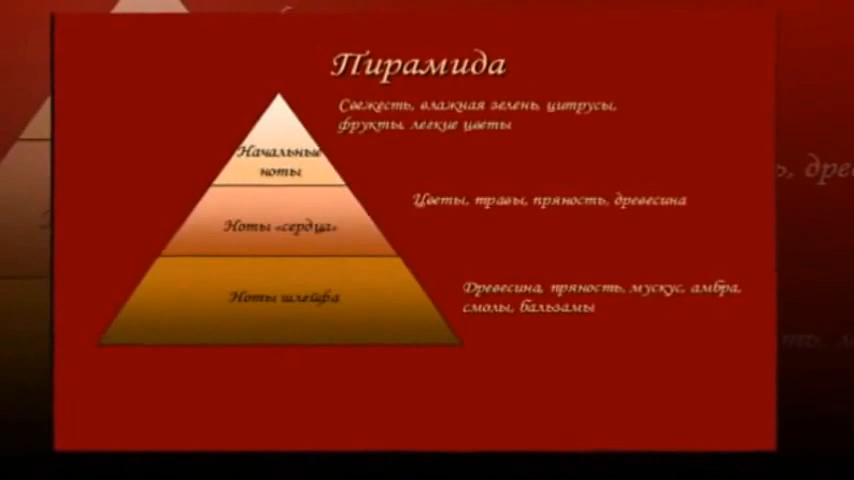 Пирамида
Свежесть, влажная зелень, цитрусы,
фрукты, легкие цветы
Начальные
ноты
Цветы, травы, пряность, древесина
Ноты «сердца»
Древесина, пряность, мускус, амбра,
смолы, бальзамы
Ноты шлейфа